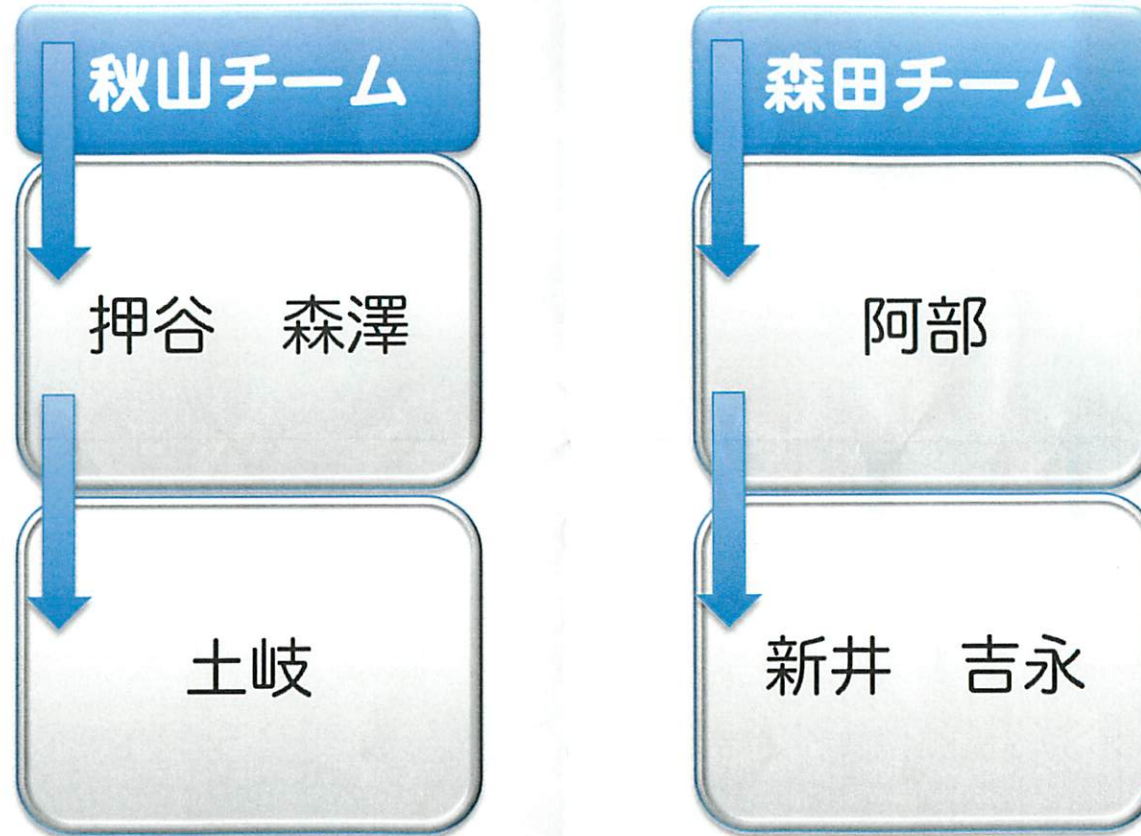 秋山チーム
押谷　森澤
土岐
森田チーム
阿部
新井　吉永